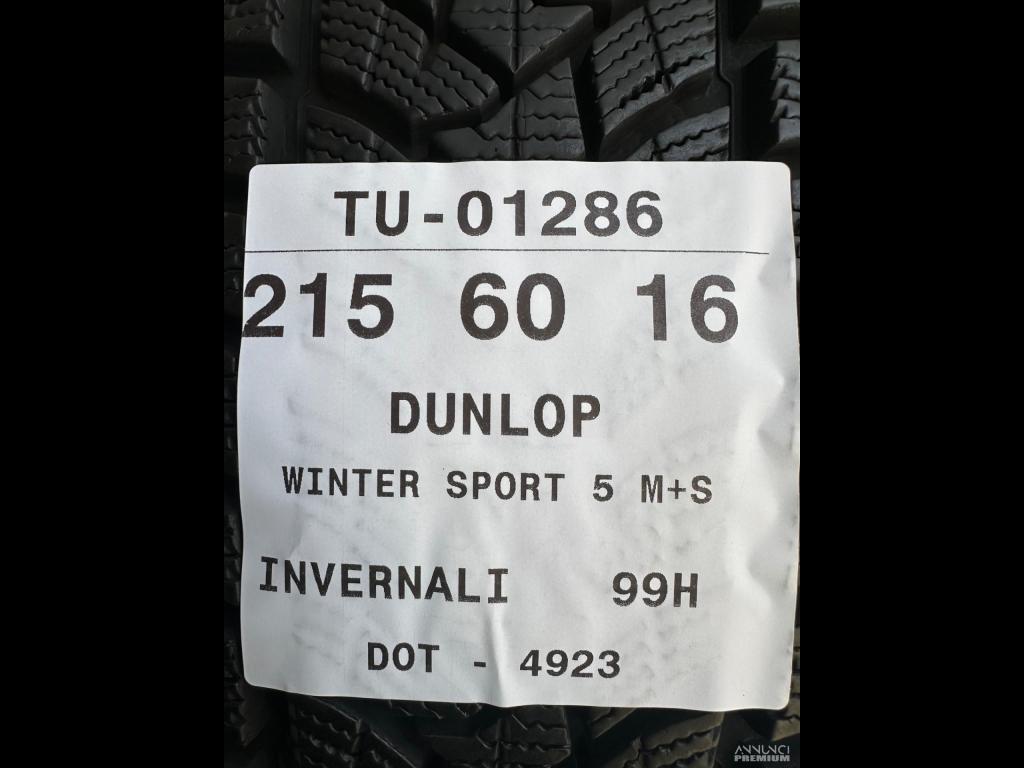 TU-01286
215 60 16
DUNLOP
WINTER SPORT 5 M+S
INVERNALI 99H
DOT - 4923
ANNUNCI
PREMIUM